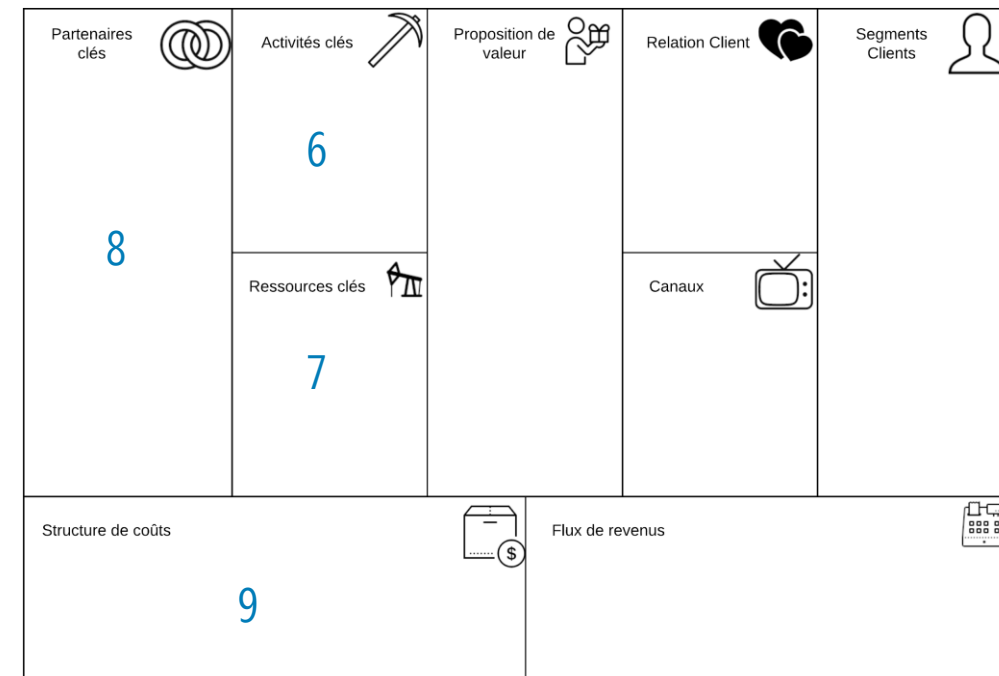 Partenaires
clés
Activités clés
Proposition de
valeur
Relation Client
Segments
Clients
6
8
Ressources clés
Canaux
7
Structure de coûts
$
Flux de revenus
9